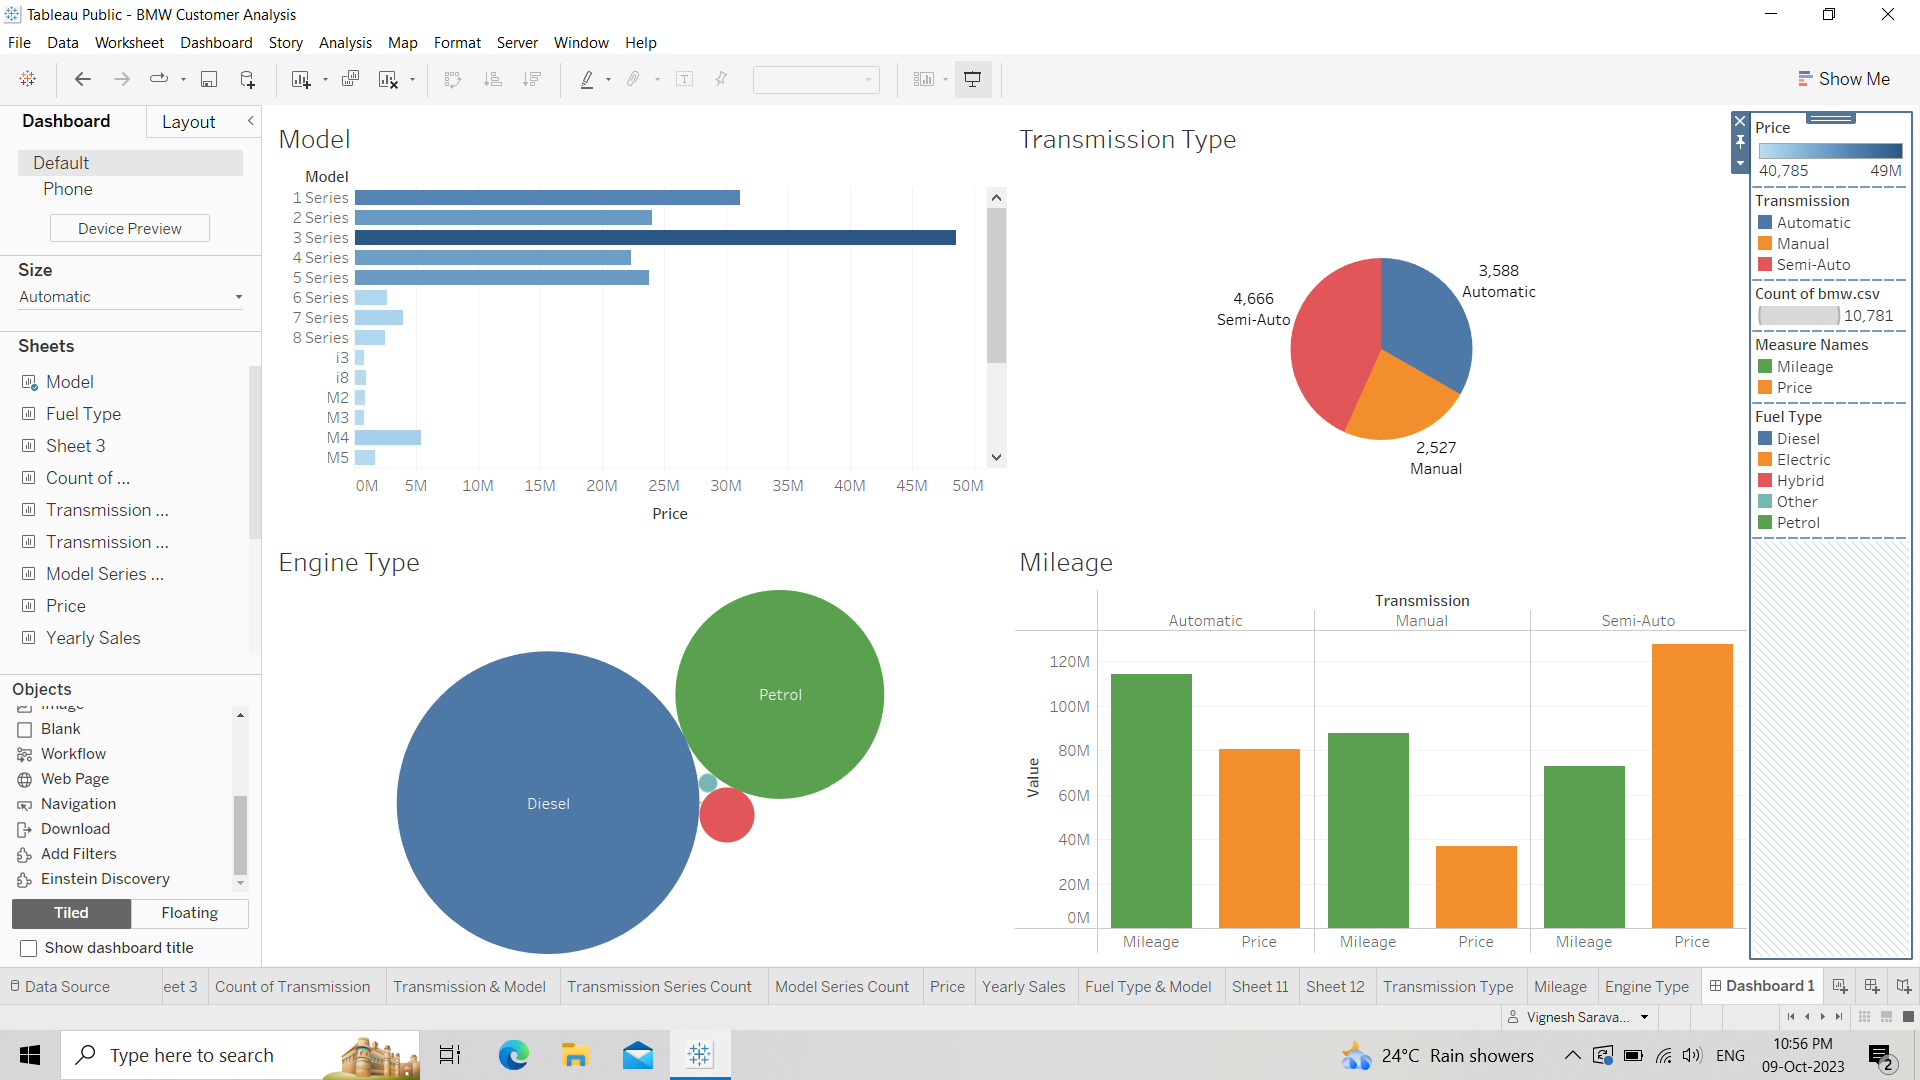 Tableau Public - BMW Customer Analysis
File Data Worksheet Dashboard Story Analysis Map Format Server Window Help
Show Me
Dashboard Layout
Default
Phone
Device Preview
Size
Automatic
Sheets
Model
Fuel Type
Sheet 3
Count of ...
Transmission ...
Transmission ...
Model Series ...
Price
Yearly Sales
Objects
Image
Blank
Workflow
Web Page
Navigation
Download
Add Filters
Einstein Discovery
Tiled Floating
Show dashboard title
Model
Model
1 Series
2 Series
3 Series
4 Series
5 Series
6 Series
7 Series
8 Series
i3
i8
M2
M3
M4
M5
0M 5M 10M 15M 20M 25M 30M 35M 40M 45M 50M
Price
Transmission Type
3,588
Automatic
4,666
Semi-Auto
2,527
Manual
Engine Type
Petrol
Diesel
Mileage
Transmission
Automatic Manual Semi-Auto
Value
120M
100M
80M
60M
40M
20M
0M
Mileage Price Mileage Price Mileage Price
Price
40,785 49M
Transmission
Automatic
Manual
Semi-Auto
Count of bmw.csv
10,781
Measure Names
Mileage
Price
Fuel Type
Diesel
Electric
Hybrid
Other
Petrol
Data Source eet 3 Count of Transmission Transmission & Model Transmission Series Count Model Series Count Price Yearly Sales Fuel Type & Model Sheet 11 Sheet 12 Transmission Type Mileage Engine Type Dashboard 1
Vignesh Sarava...
Type here to search
24°C Rain showers
ENG
10:56 PM
09-Oct-2023
2